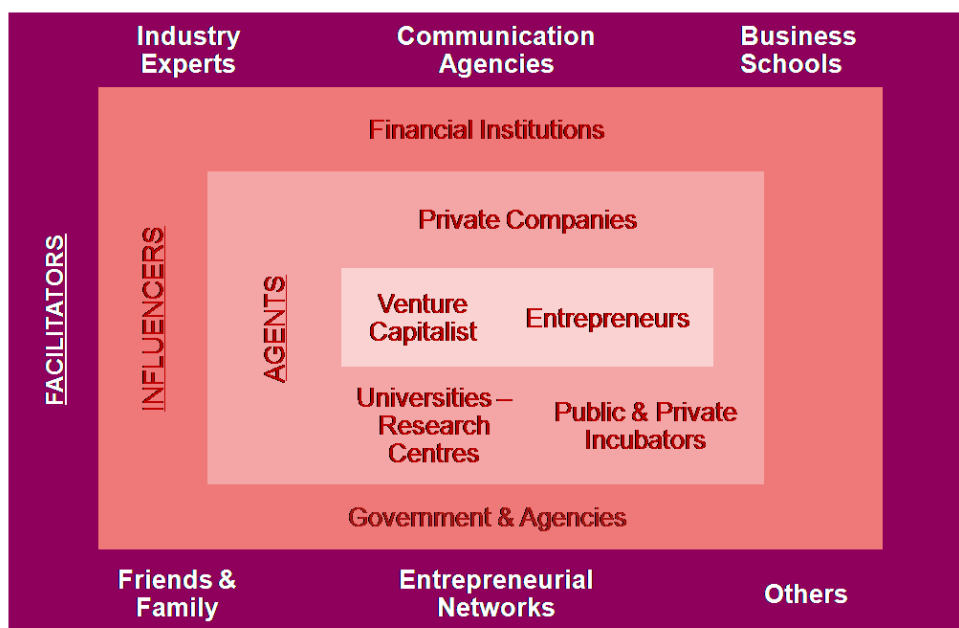 Industry
Experts
Communication
Agencies
Business
Schools
Financial Institutions
Private Companies
FACILITATORS
INFLUENCERS
AGENTS
Venture
Capitalist
Entrepreneurs
Universities –
Research
Centres
Public & Private
Incubators
Government & Agencies
Friends &
Family
Entrepreneurial
Networks
Others